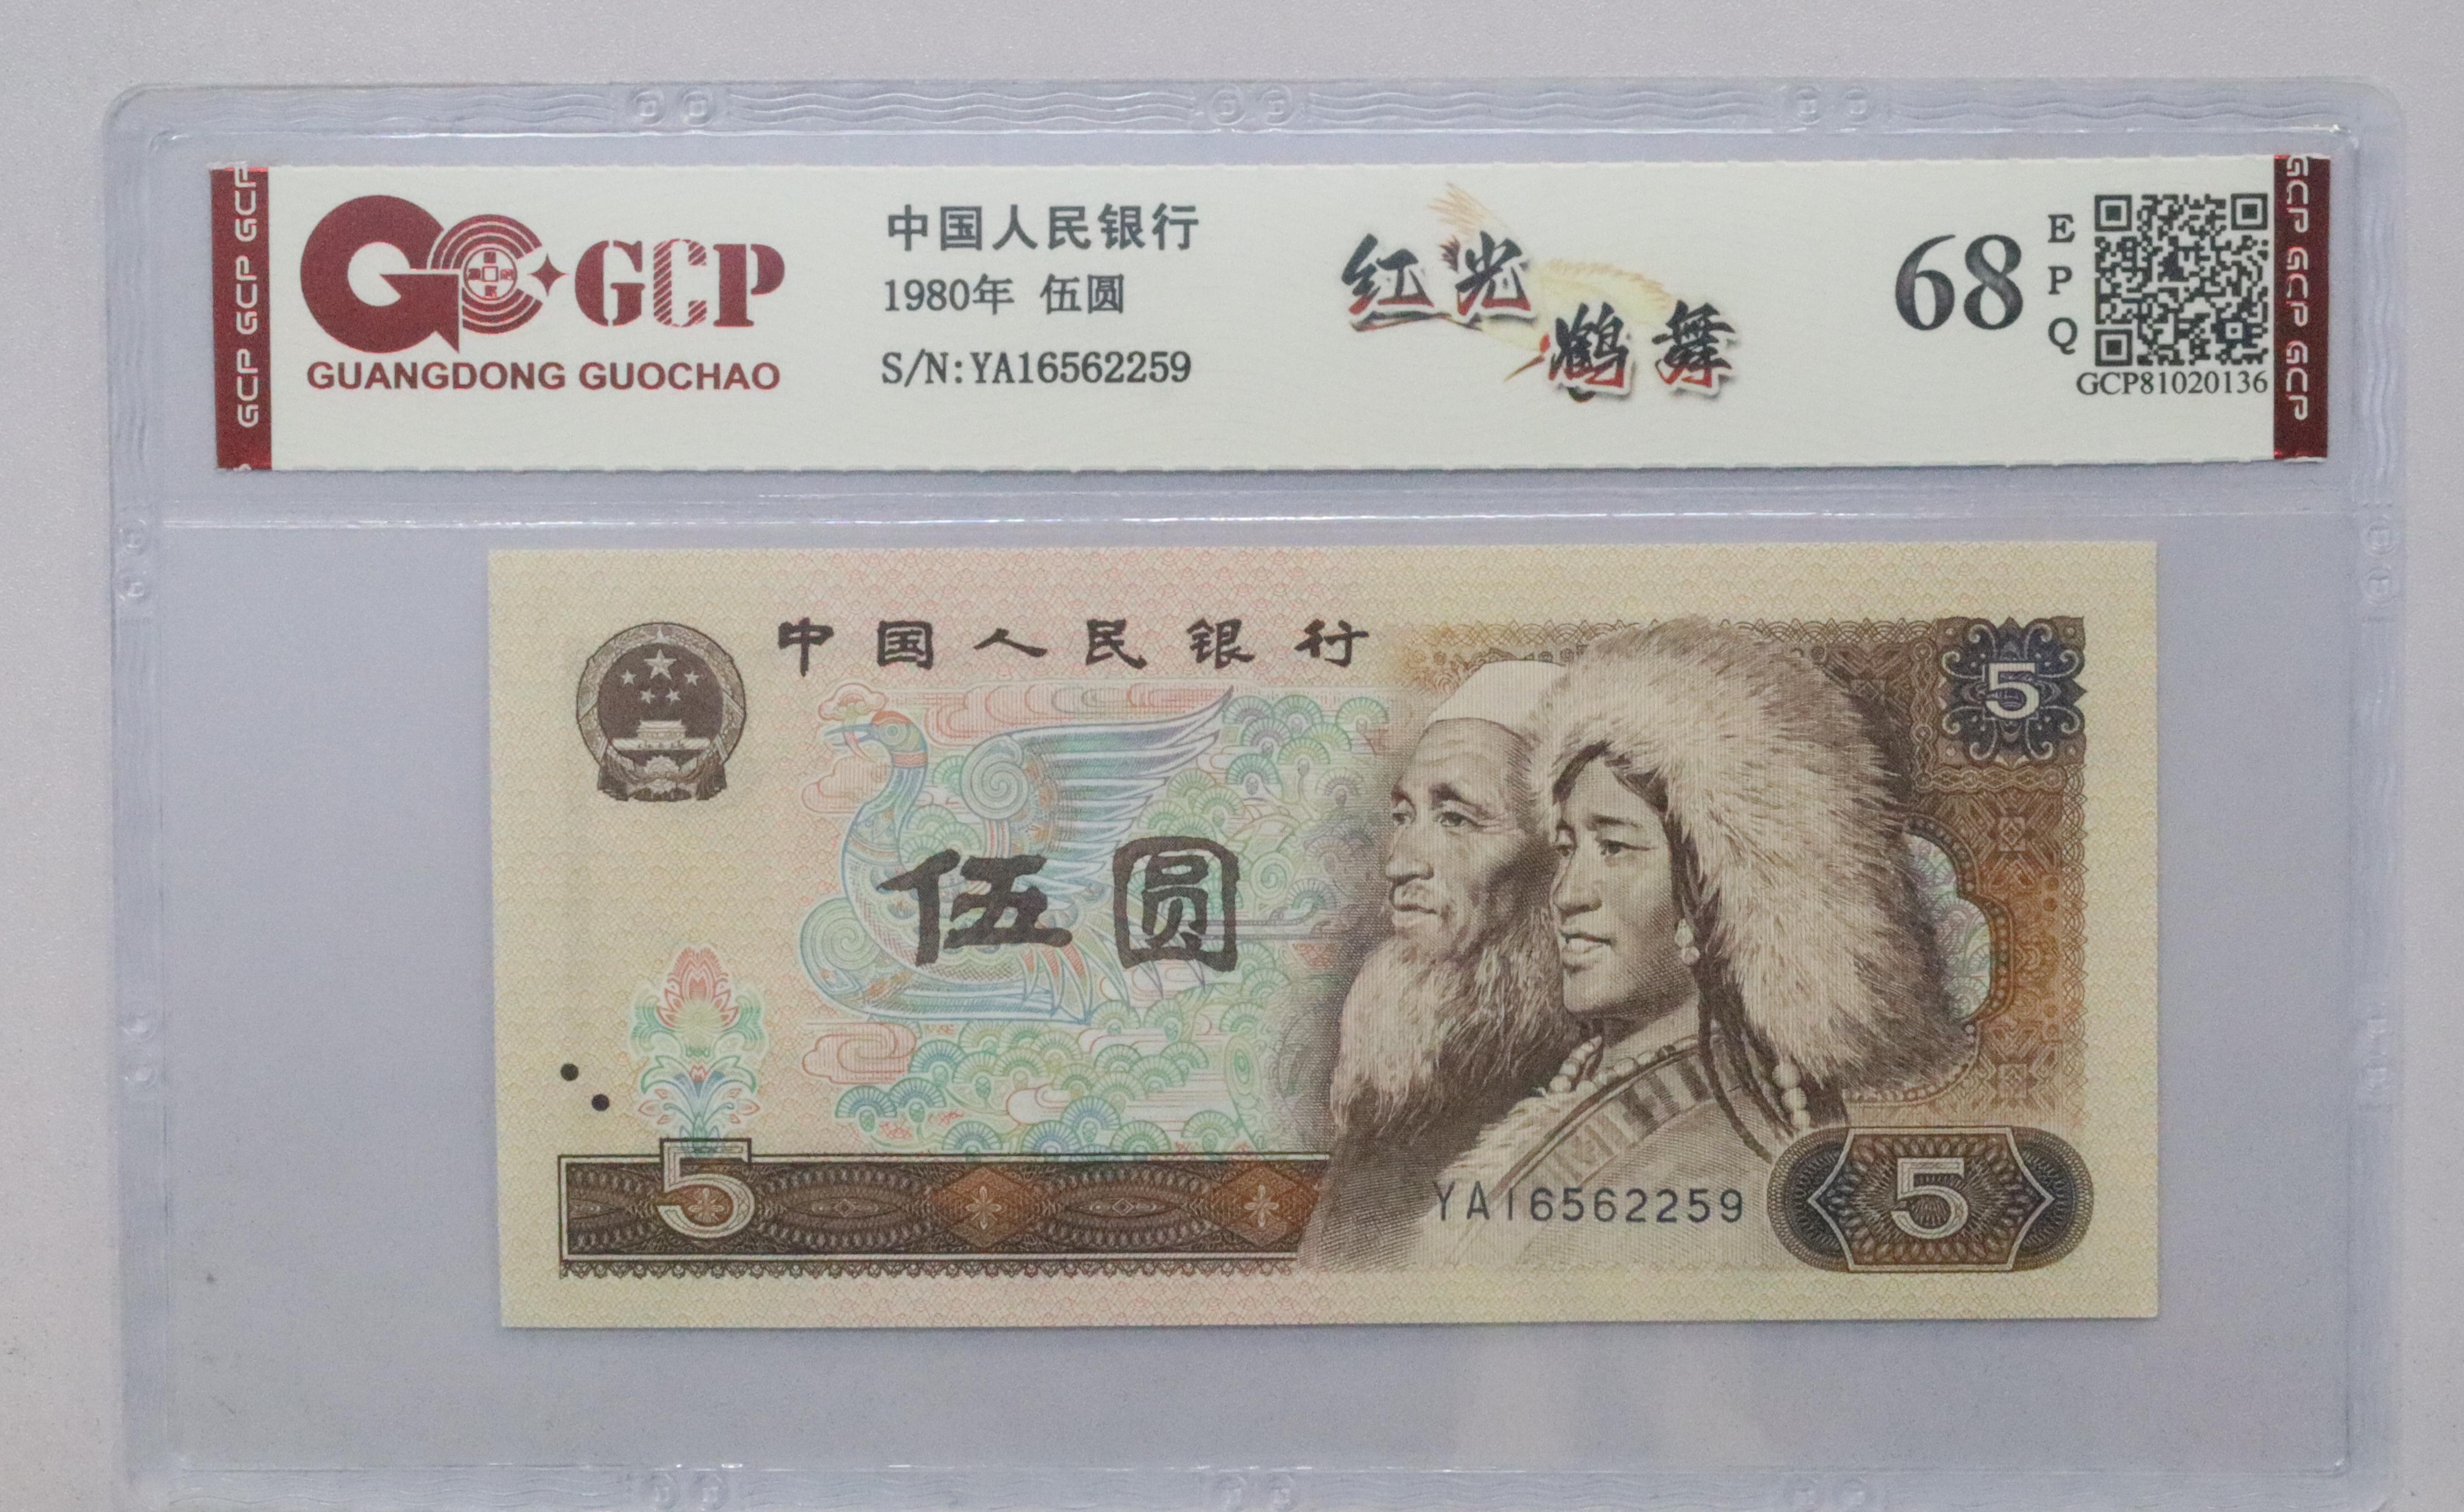 GCP GCP GCP
GCP
GUANGDONG GUOCHAO
中国人民银行
1980年 伍圆
S/N:YA16562259
红光
鹤舞
68
EPQ
GCP81020136
GCP GCP GCP
中国人民银行
5
伍圆
5
YA16562259
5